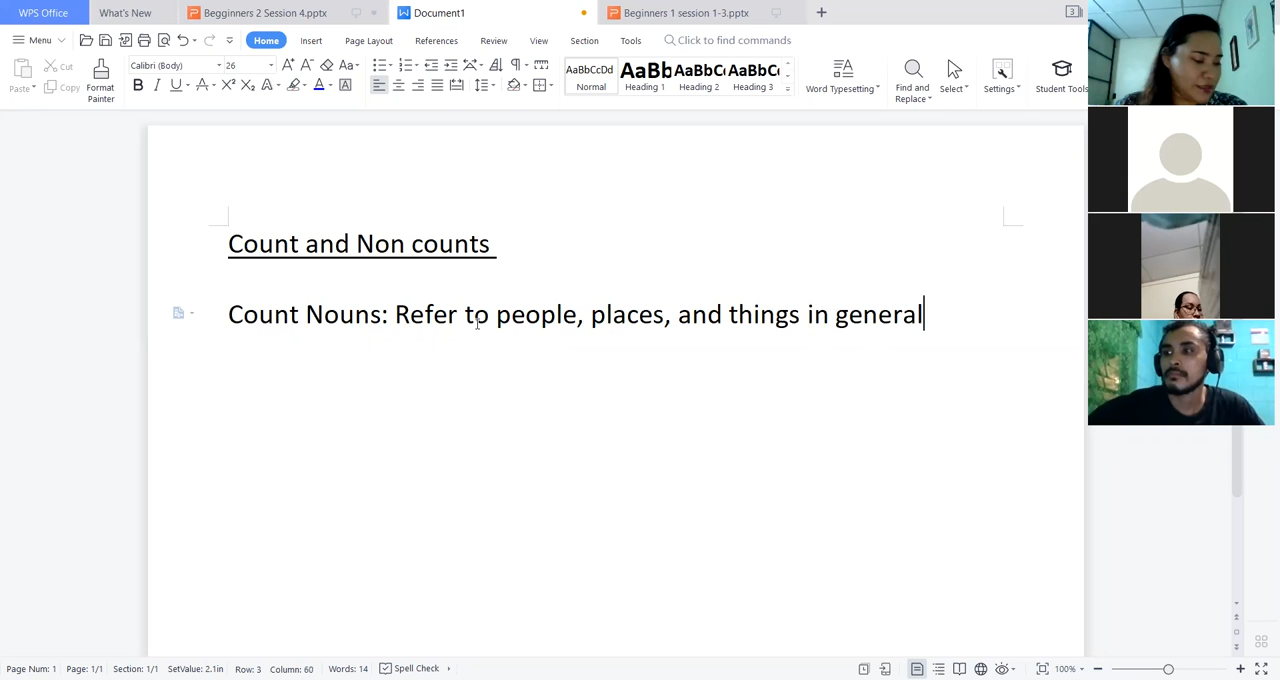 WPS Office What's New Begginners 2 Session 4.pptx Document1 Beginners 1 session 1-3.pptx 3
Menu Home Insert Page Layout References Review View Section Tools Click to find commands
Paste Cut Copy Format Painter Calibri (Body) 26 AaBbCcDd Normal AaBb Heading 1 AaBbC Heading 2 AaBbC Heading 3 Word Typesetting Find and Replace Select Settings Student Tools
Count and Non counts
Count Nouns: Refer to people, places, and things in general
Page Num: 1 Page: 1/1 Section: 1/1 SetValue: 2.1in Row: 3 Column: 60 Words: 14 Spell Check 100%